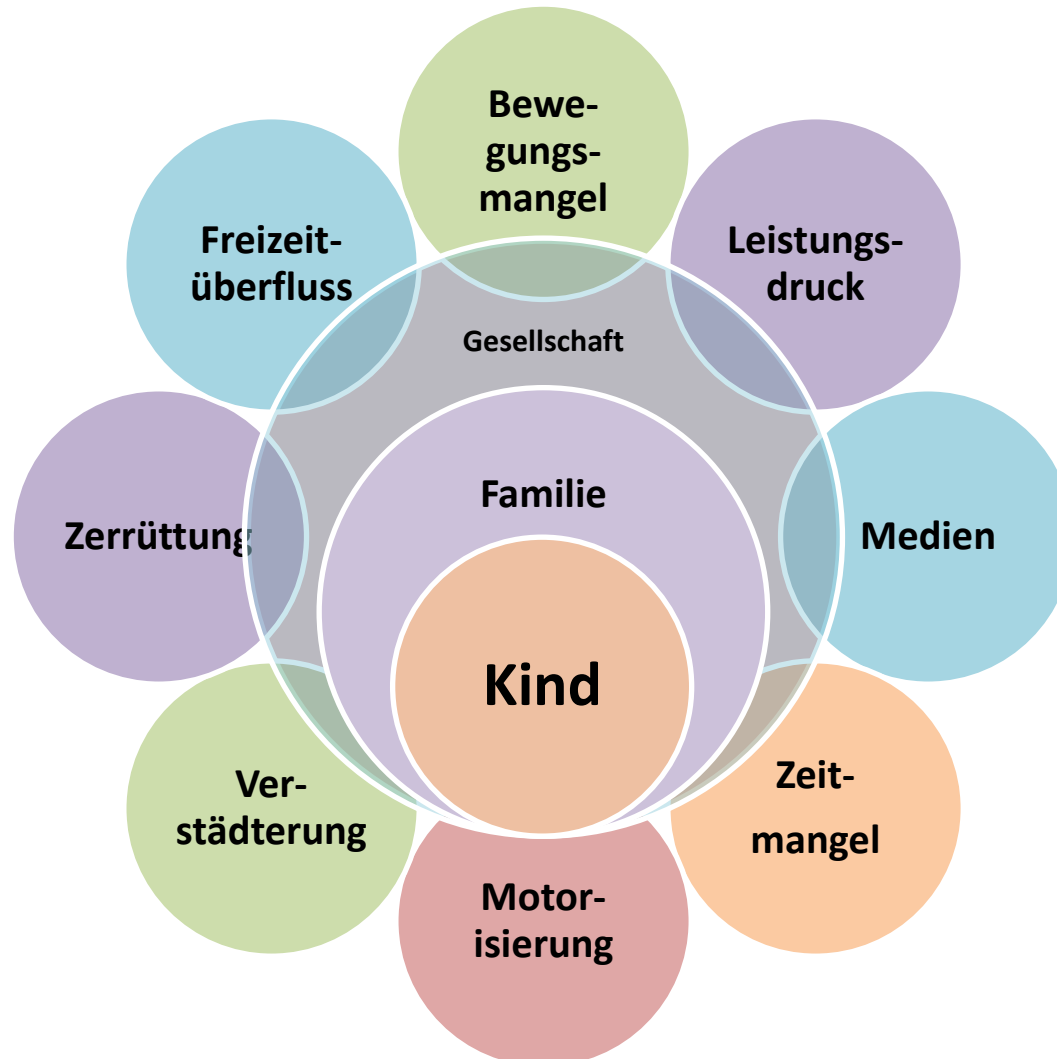 Bewe-
gungs-
mangel
Freizeit-
überfluss
Leistungs-
druck
Gesellschaft
Familie
Zerrüttung
Medien
Kind
Ver-
städterung
Zeit-
mangel
Motor-
isierung